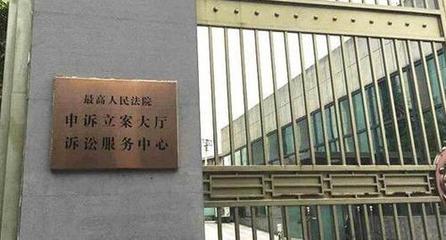 最高人民法院
申诉立案大厅
诉讼服务中心